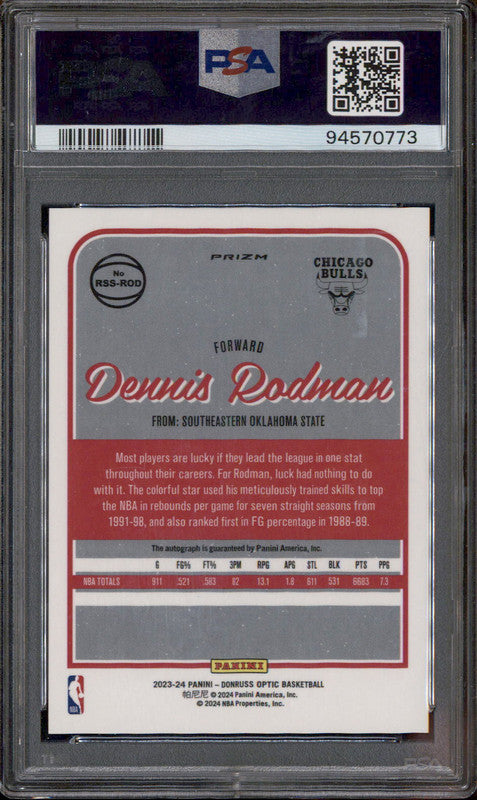 PSA
94570773
PRIZM
No
RSS-ROD
CHICAGO
BULLS
FORWARD
Dennis Rodman
FROM: SOUTHEASTERN OKLAHOMA STATE
Most players are lucky if they lead the league in one stat
throughout their careers. For Rodman, luck had nothing to do
with it. The colorful star used his meticulously trained skills to top
the NBA in rebounds per game for seven straight seasons from
1991-98, and also ranked first in FG percentage in 1988-89.
The autograph is guaranteed by Panini America, Inc.
G FG% FT% 3PM RPG APG STL BLK PTS PPG
NBA TOTALS 911 .521 .583 82 13.1 1.8 611 531 6683 7.3
PANINI
2023-24 PANINI – DONRUSS OPTIC BASKETBALL
帕尼尼 © 2024 Panini America, Inc.
© 2024 NBA Properties, Inc.
NBA
PSA